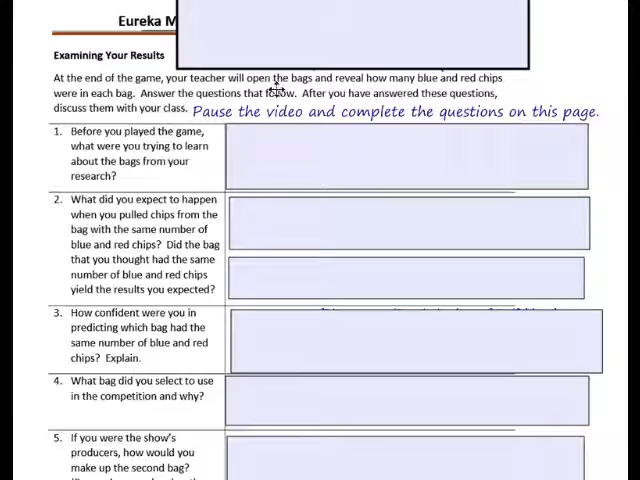 Eureka M
Examining Your Results
At the end of the game, your teacher will open the bags and reveal how many blue and red chips
were in each bag. Answer the questions that follow. After you have answered these questions,
discuss them with your class. Pause the video and complete the questions on this page.
1. Before you played the game,
what were you trying to learn
about the bags from your
research?
2. What did you expect to happen
when you pulled chips from the
bag with the same number of
blue and red chips? Did the bag
that you thought had the same
number of blue and red chips
yield the results you expected?
3. How confident were you in
predicting which bag had the
same number of blue and red
chips? Explain.
4. What bag did you select to use
in the competition and why?
5. If you were the show's
producers, how would you
make up the second bag?